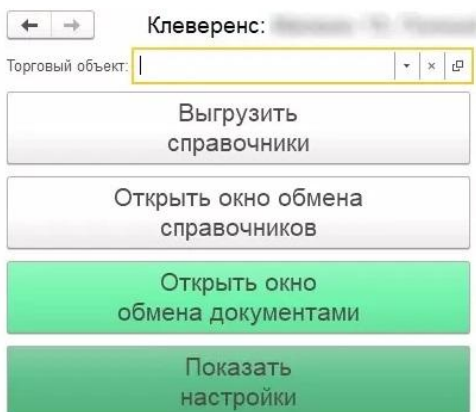 Клеверенс:
Торговый объект:
Выгрузить
справочники
Открыть окно обмена
справочников
Открыть окно
обмена документами
Показать
настройки